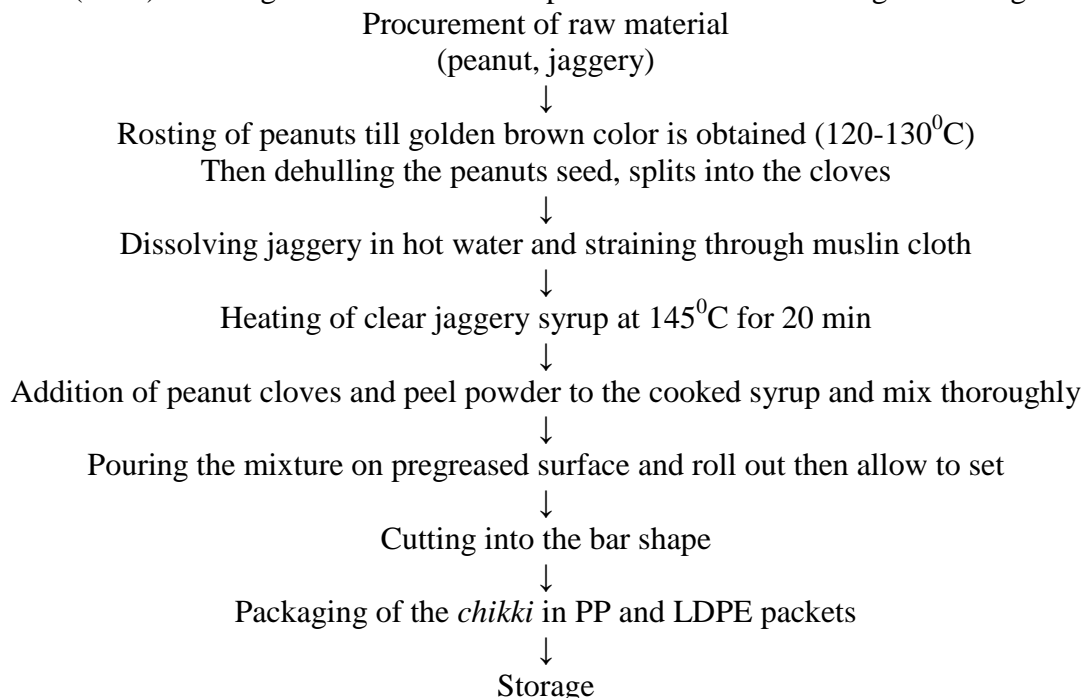 Procurement of raw material
(peanut, jaggery)
↓
Rosting of peanuts till golden brown color is obtained (120-130⁰C)
Then dehulling the peanuts seed, splits into the cloves
↓
Dissolving jaggery in hot water and straining through muslin cloth
↓
Heating of clear jaggery syrup at 145⁰C for 20 min
↓
Addition of peanut cloves and peel powder to the cooked syrup and mix thoroughly
↓
Pouring the mixture on pregreased surface and roll out then allow to set
↓
Cutting into the bar shape
↓
Packaging of the chikki in PP and LDPE packets
↓
Storage